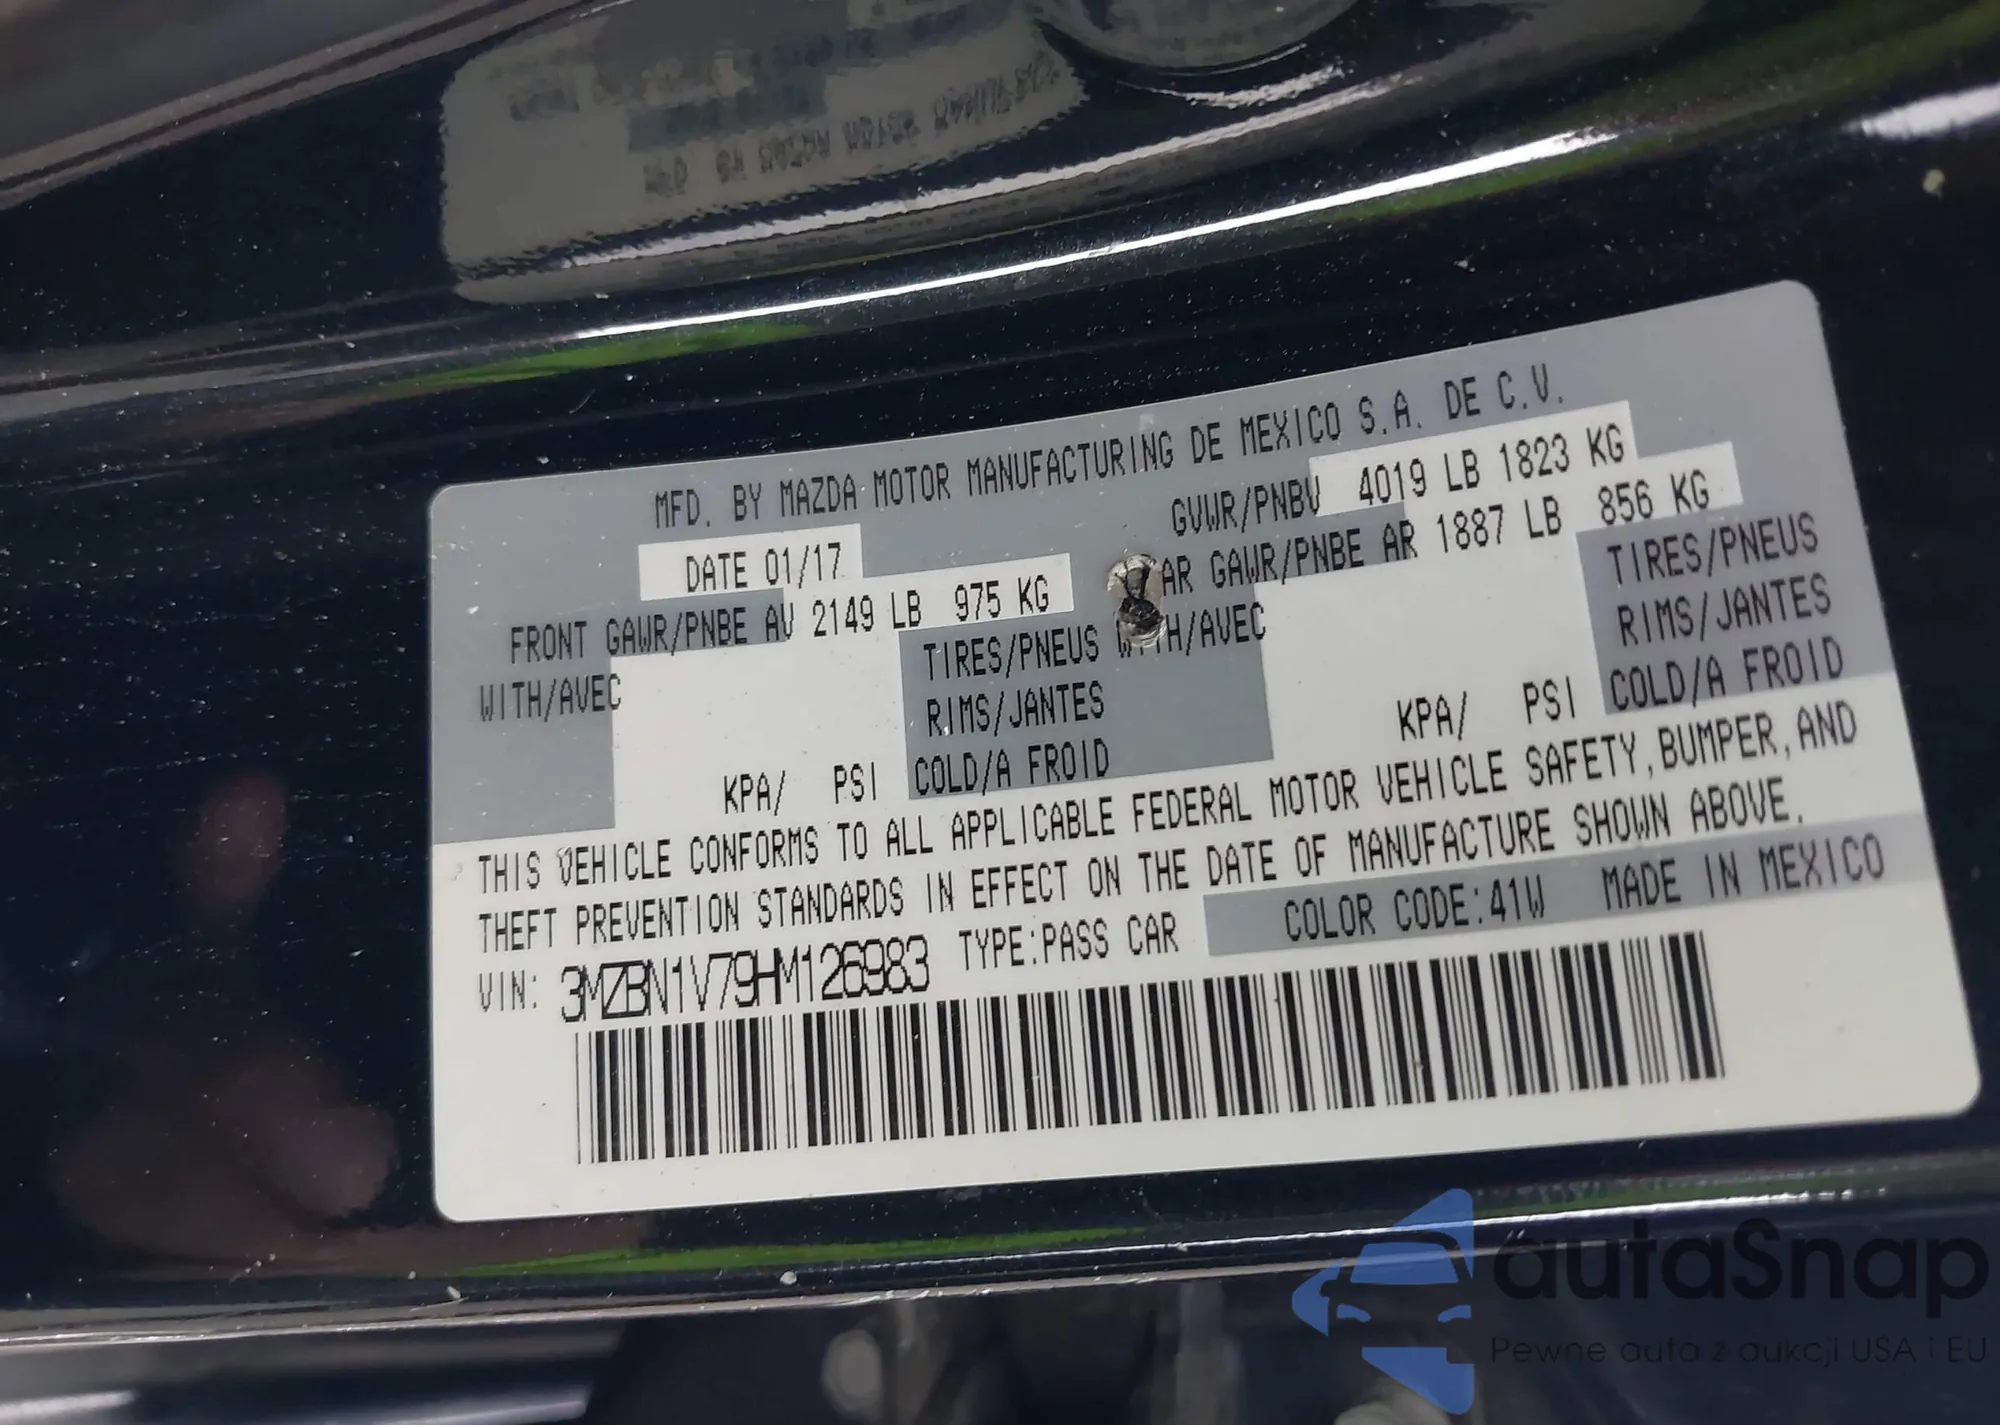 MFD. BY MAZDA MOTOR MANUFACTURING DE MEXICO S.A. DE C.V.
DATE 01/17
GVWR/PNBV 4019 LB 1823 KG
FRONT GAWR/PNBE AV 2149 LB 975 KG
AR GAWR/PNBE AR 1887 LB 856 KG
WITH/AVEC
TIRES/PNEUS
RIMS/JANTES
KPA/ PSI COLD/A FROID
/AVEC
TIRES/PNEUS
RIMS/JANTES
KPA/ PSI COLD/A FROID
THIS VEHICLE CONFORMS TO ALL APPLICABLE FEDERAL MOTOR VEHICLE SAFETY, BUMPER, AND
THEFT PREVENTION STANDARDS IN EFFECT ON THE DATE OF MANUFACTURE SHOWN ABOVE.
VIN: 3MZBN1V79HM126983 TYPE:PASS CAR COLOR CODE:41W MADE IN MEXICO
autaSnap
Pewne auta z aukcji USA i EU